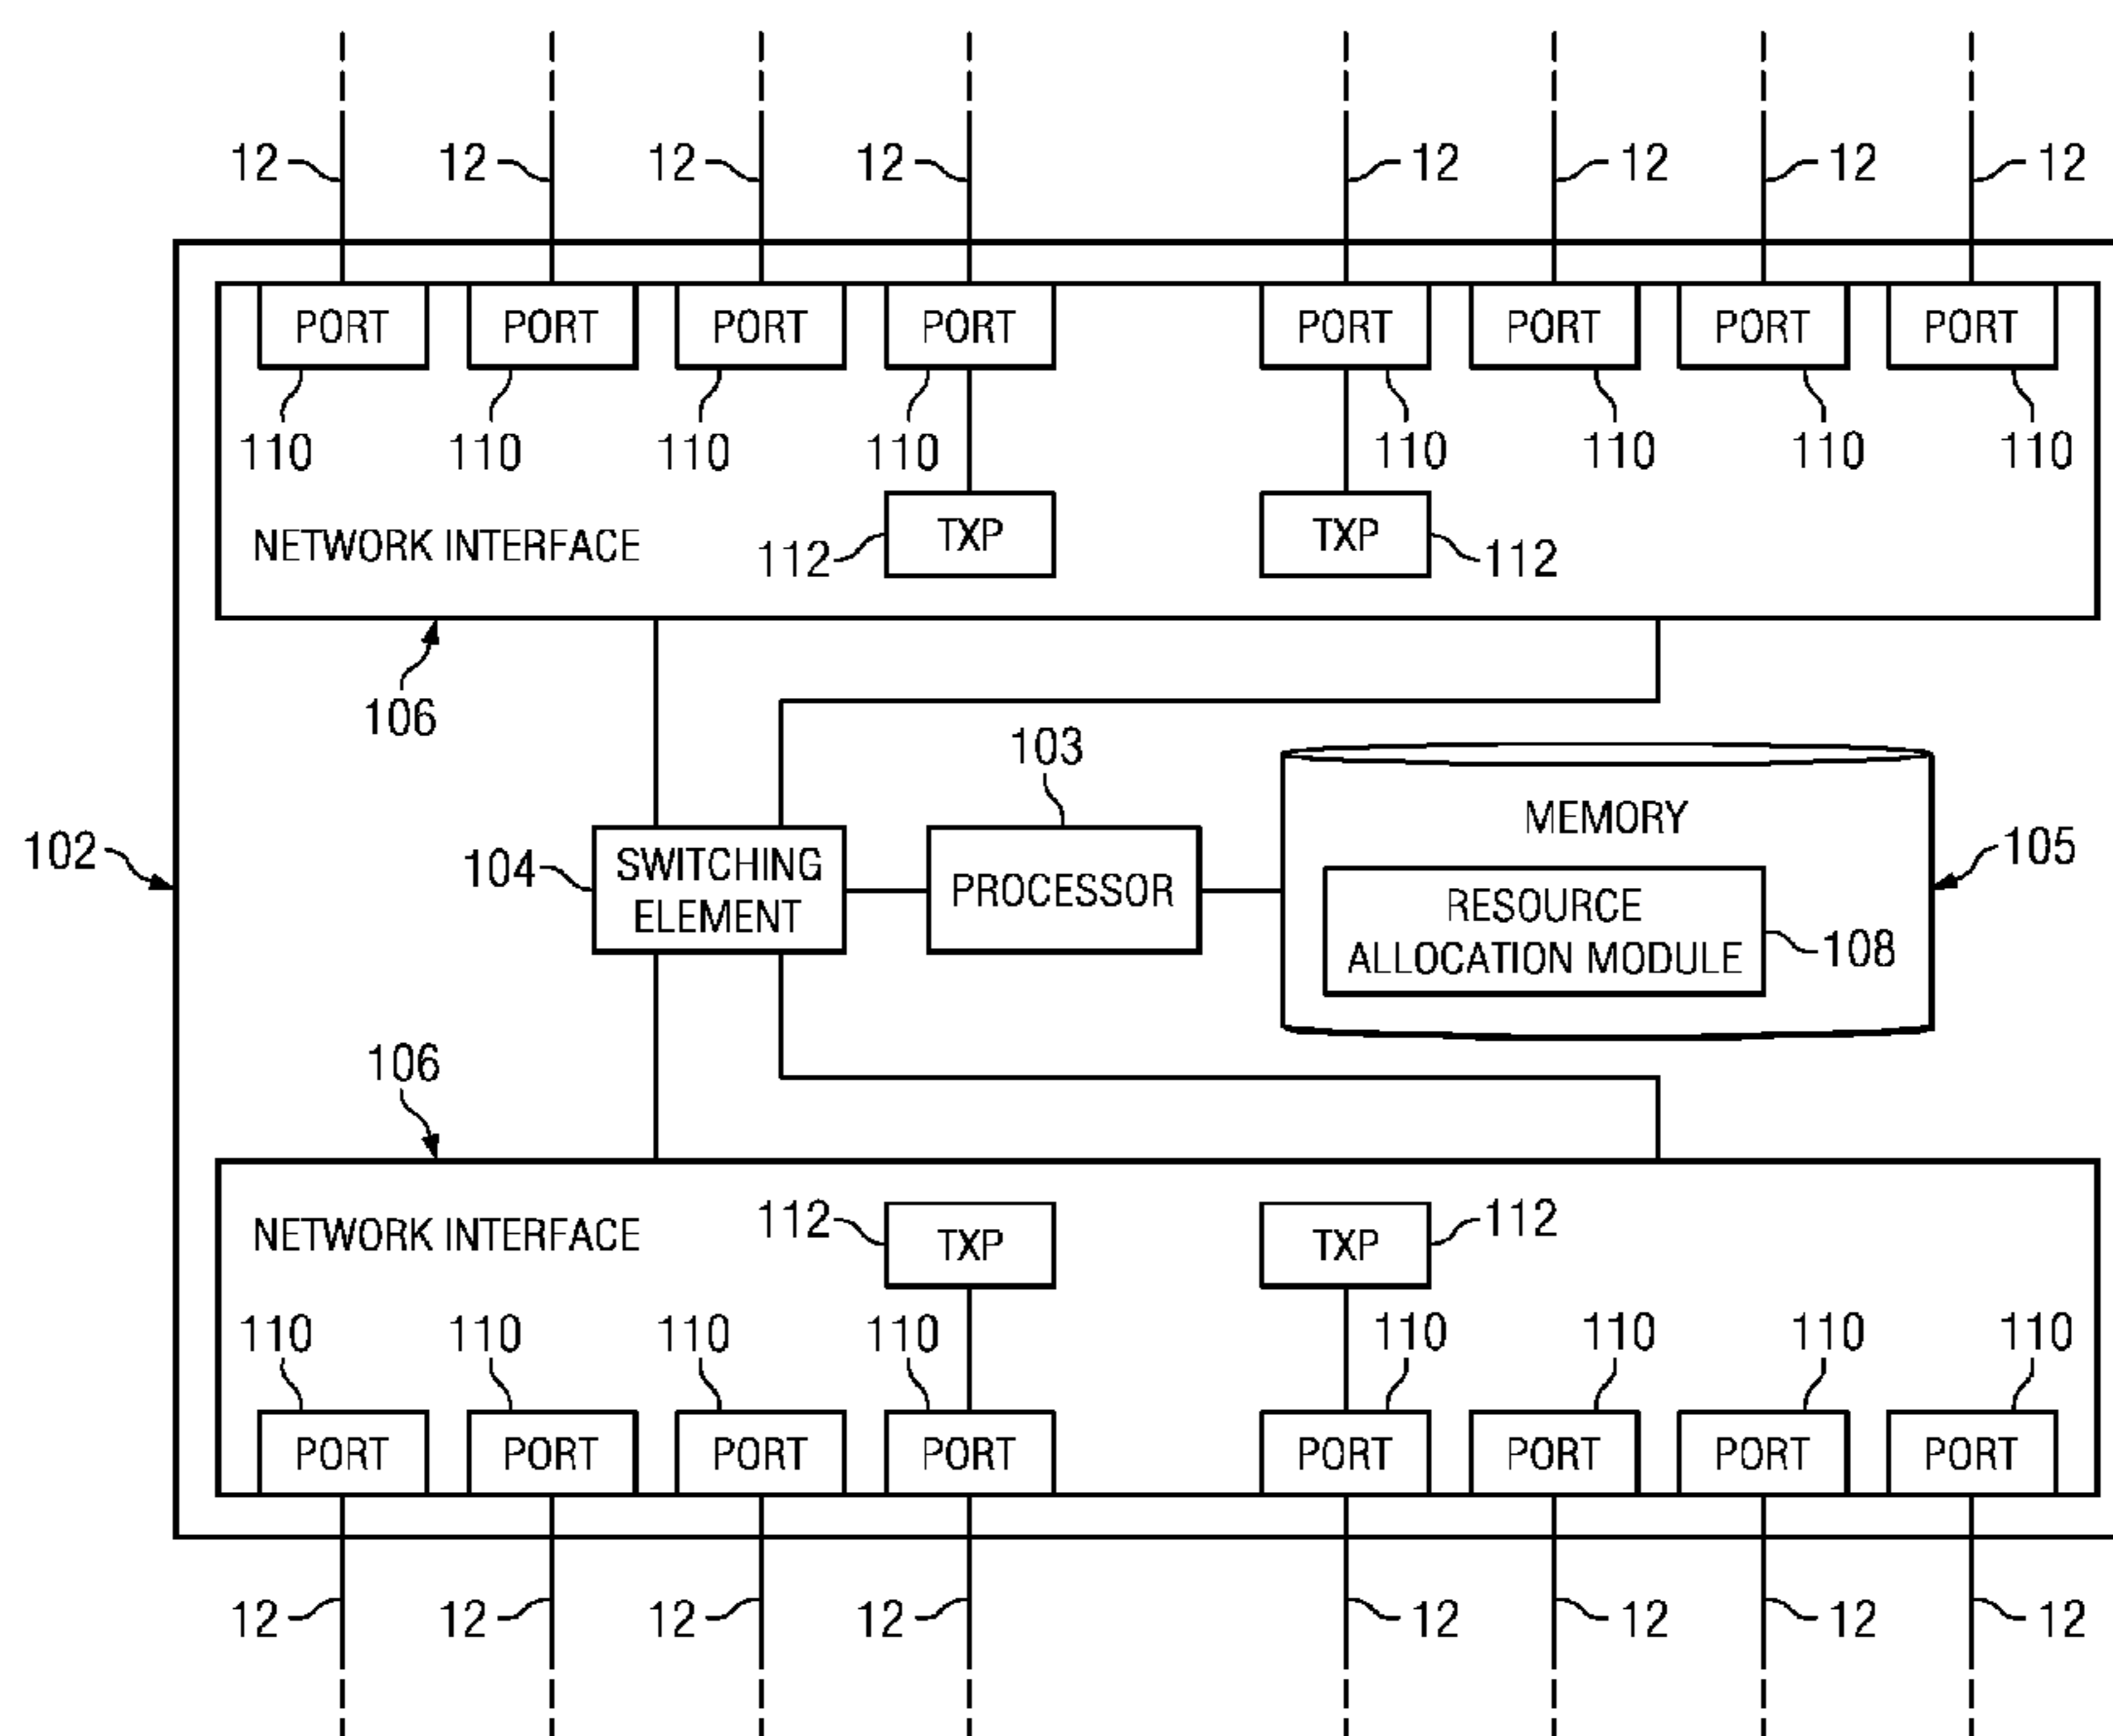 12 12 12 12 12 12 12 12
PORT PORT PORT PORT PORT PORT PORT PORT
110 110 110 110 110 110 110 110
NETWORK INTERFACE 112 TXP TXP 112
106
103
MEMORY
102 104 SWITCHING ELEMENT PROCESSOR 105
RESOURCE
ALLOCATION MODULE 108
106
NETWORK INTERFACE 112 TXP TXP 112
110 110 110 110 110 110 110 110
PORT PORT PORT PORT PORT PORT PORT PORT
12 12 12 12 12 12 12 12